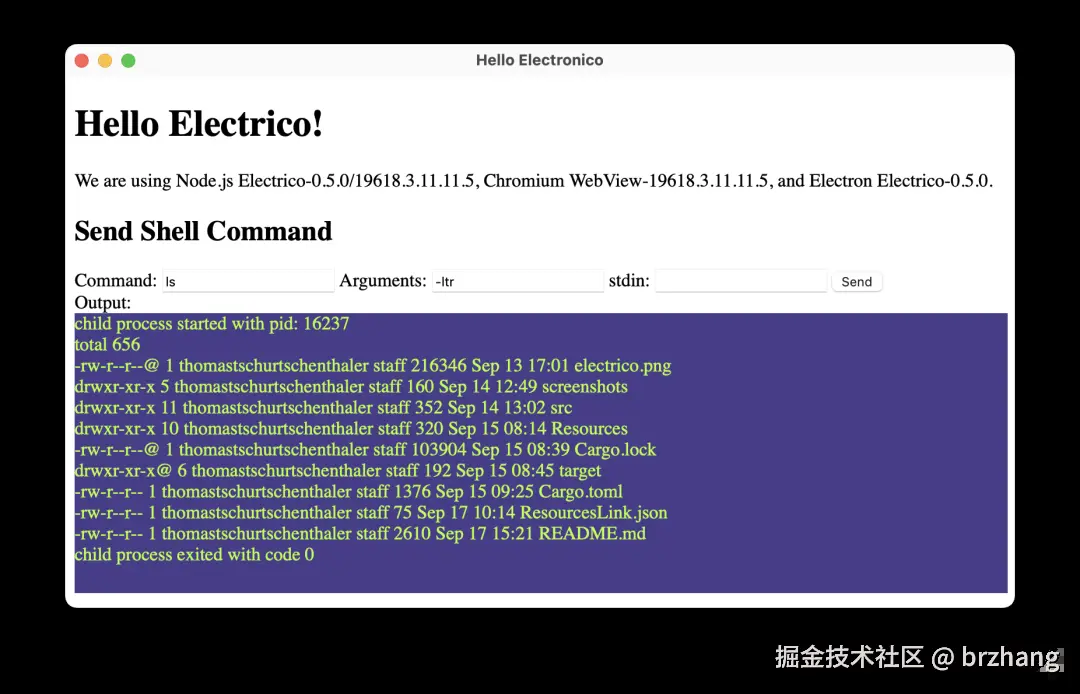 Hello Electronico
Hello Electrico!
We are using Node.js Electrico-0.5.0/19618.3.11.11.5, Chromium WebView-19618.3.11.11.5, and Electron Electrico-0.5.0.
Send Shell Command
Command: ls Arguments: -ltr stdin: Send
Output:
child process started with pid: 16237
total 656
-rw-r--r--@ 1 thomastschurtschenthaler staff 216346 Sep 13 17:01 electrico.png
drwxr-xr-x 5 thomastschurtschenthaler staff 160 Sep 14 12:49 screenshots
drwxr-xr-x 11 thomastschurtschenthaler staff 352 Sep 14 13:02 src
drwxr-xr-x 10 thomastschurtschenthaler staff 320 Sep 15 08:14 Resources
-rw-r--r--@ 1 thomastschurtschenthaler staff 103904 Sep 15 08:39 Cargo.lock
drwxr-xr-x@ 6 thomastschurtschenthaler staff 192 Sep 15 08:45 target
-rw-r--r-- 1 thomastschurtschenthaler staff 1376 Sep 15 09:25 Cargo.toml
-rw-r--r-- 1 thomastschurtschenthaler staff 75 Sep 17 10:14 ResourcesLink.json
-rw-r--r-- 1 thomastschurtschenthaler staff 2610 Sep 17 15:21 README.md
child process exited with code 0
掘金技术社区 @ brzhang